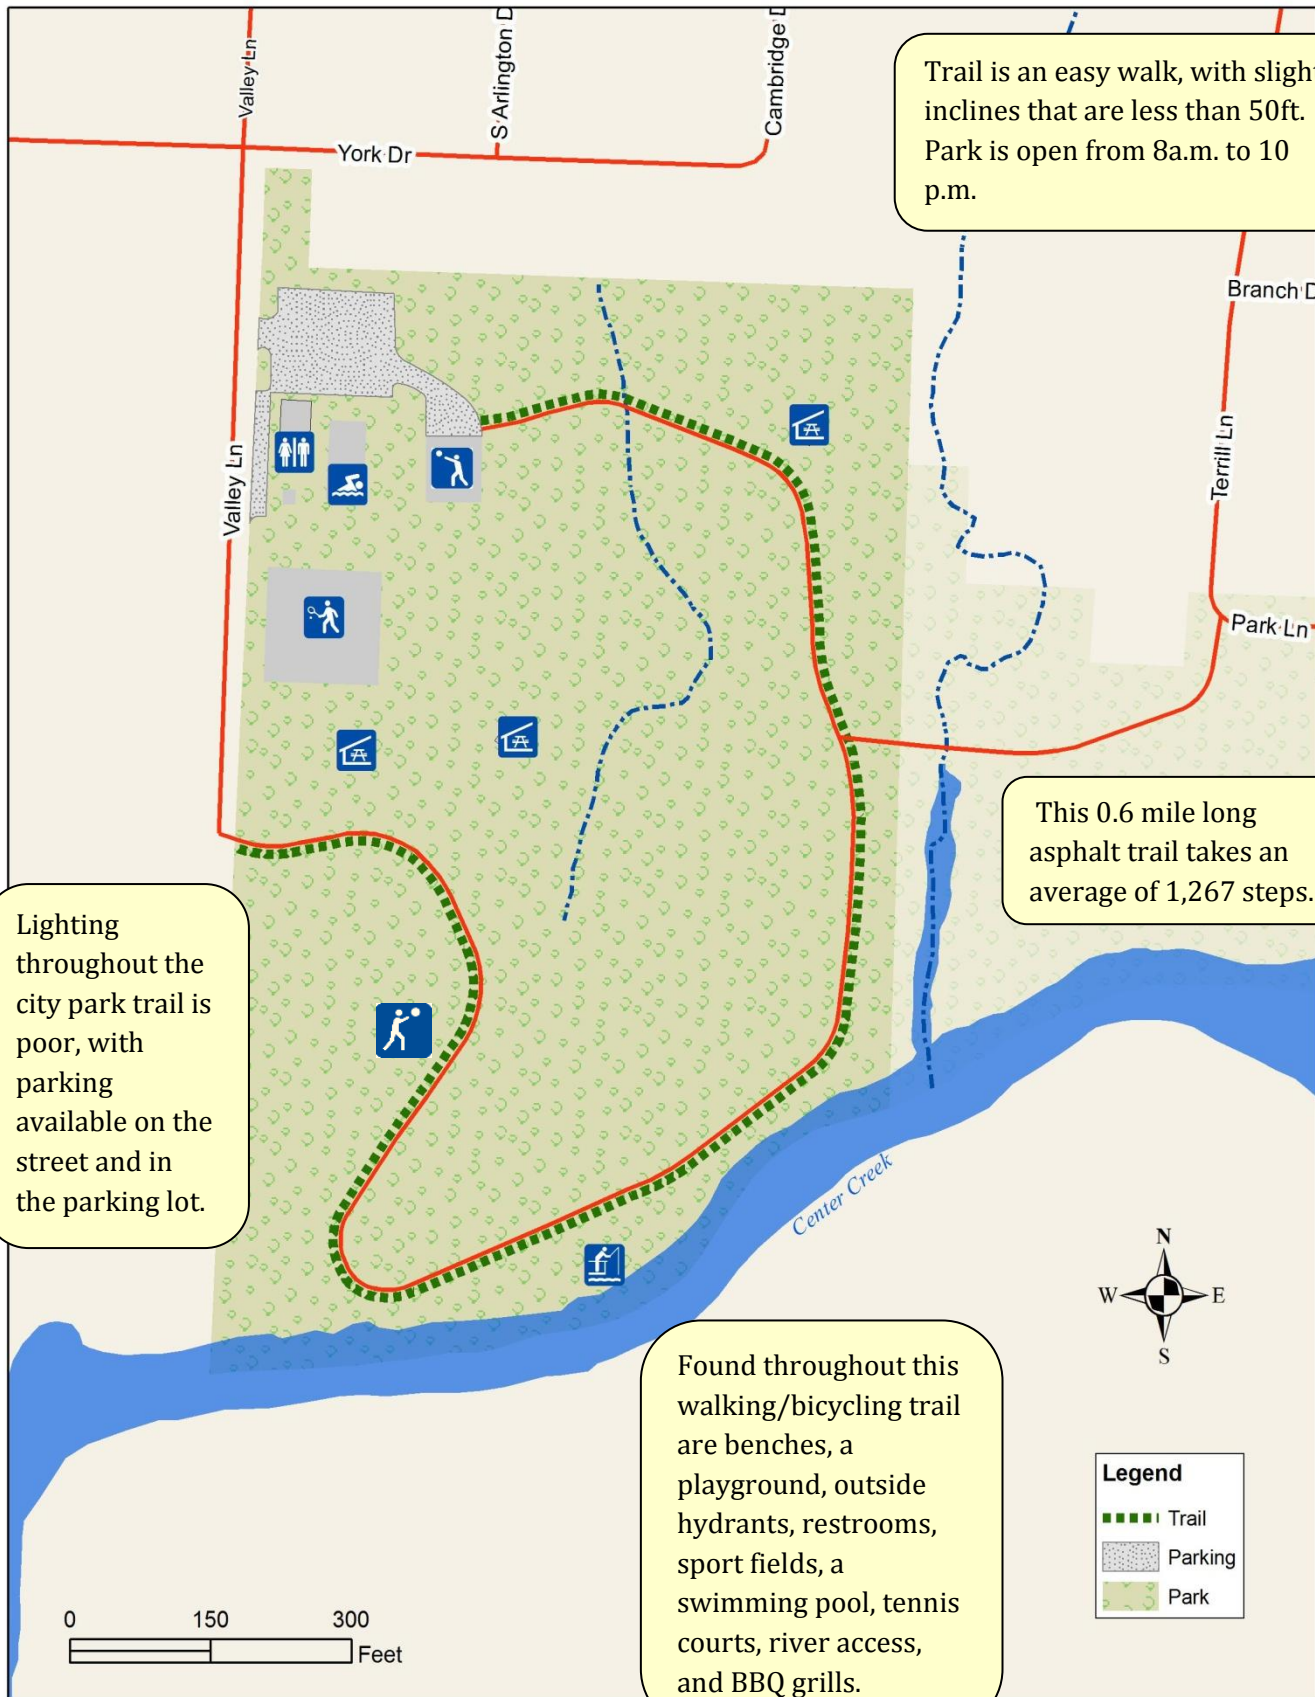 Valley Ln
S Arlington D
Cambridge D
York Dr
Trail is an easy walk, with slight
inclines that are less than 50ft.
Park is open from 8a.m. to 10
p.m.
Branch D
Valley Ln
Terrill Ln
Park Ln
This 0.6 mile long
asphalt trail takes an
average of 1,267 steps.
Lighting
throughout the
city park trail is
poor, with
parking
available on the
street and in
the parking lot.
Center Creek
N
W E
S
Found throughout this
walking/bicycling trail
are benches, a
playground, outside
hydrants, restrooms,
sport fields, a
swimming pool, tennis
courts, river access,
and BBQ grills.
Legend
Trail
Parking
Park
0 150 300
Feet